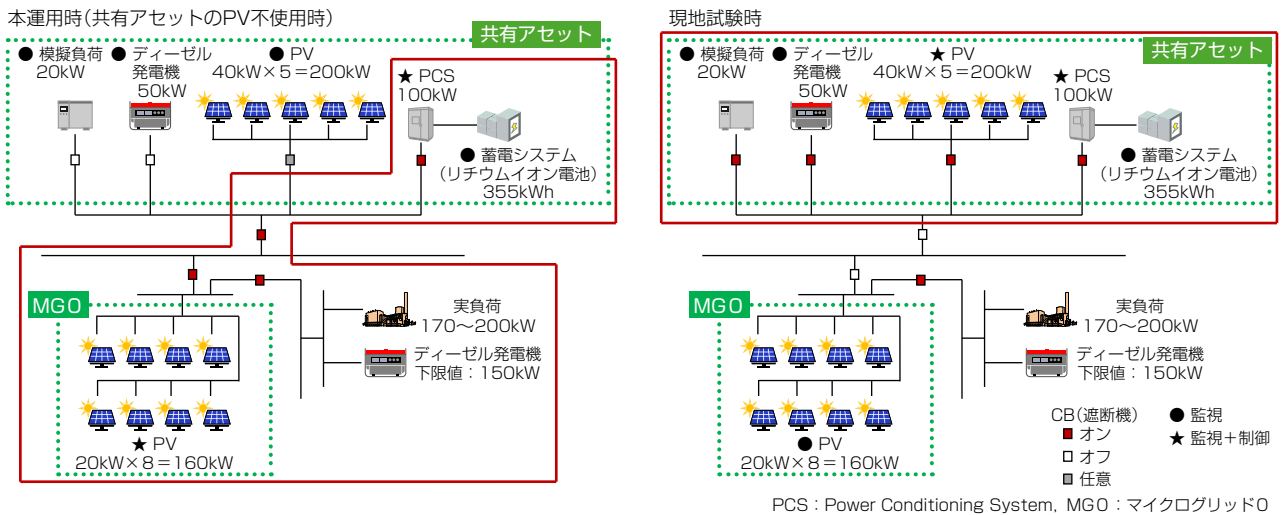 本運用時(共有アセットのPV不使用時)
共有アセット
● 模擬負荷
20kW
● ディーゼル
発電機
50kW
● PV
40kW×5=200kW
★ PCS
100kW
● 蓄電システム
(リチウムイオン電池)
355kWh
MG0
★ PV
20kW×8=160kW
実負荷
170～200kW
ディーゼル発電機
下限値：150kW
現地試験時
共有アセット
● 模擬負荷
20kW
● ディーゼル
発電機
50kW
★ PV
40kW×5=200kW
★ PCS
100kW
● 蓄電システム
(リチウムイオン電池)
355kWh
MG0
● PV
20kW×8=160kW
実負荷
170～200kW
ディーゼル発電機
下限値：150kW
CB(遮断機)
オン
オフ
任意
● 監視
★ 監視+制御
PCS：Power Conditioning System, MG0：マイクログリッド0